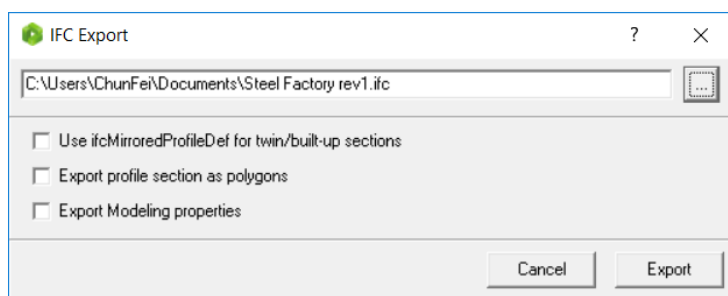 IFC Export
?
C:\Users\ChunFei\Documents\Steel Factory rev1.ifc
...
Use ifcMirroredProfileDef for twin/built-up sections
Export profile section as polygons
Export Modeling properties
Cancel Export